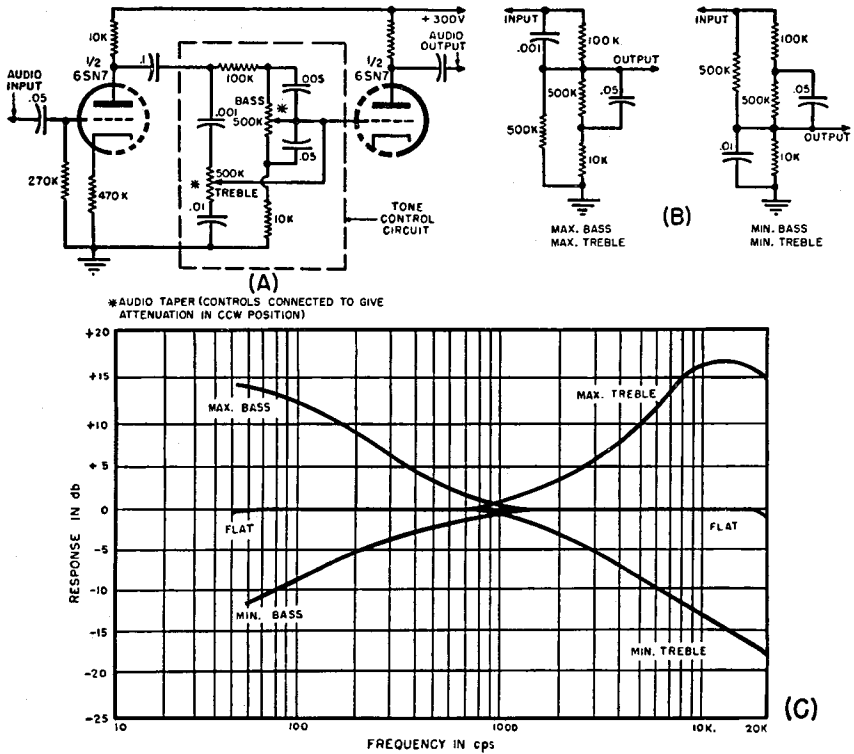 +300V
10K
1/2
6SN7
.1
AUDIO
INPUT
.05
270K
470K
100K
.001
.005
BASS
*
500K
.05
500K
*
TREBLE
.01
10K
TONE
CONTROL
CIRCUIT
1/2
6SN7
AUDIO
OUTPUT
(A)
*AUDIO TAPER (CONTROLS CONNECTED TO GIVE
ATTENUATION IN CCW POSITION)
INPUT
.001
100K
OUTPUT
500K
.05
500K
10K
MAX. BASS
MAX. TREBLE
(B)
INPUT
100K
500K
500K
.05
OUTPUT
.01
10K
MIN. BASS
MIN. TREBLE
+20
+15
+10
+5
0
-5
-10
-15
-20
-25
RESPONSE IN db
MAX. BASS
MAX. TREBLE
FLAT
FLAT
MIN. BASS
MIN. TREBLE
10
100
1000
10K.
20K
FREQUENCY IN cps
(C)